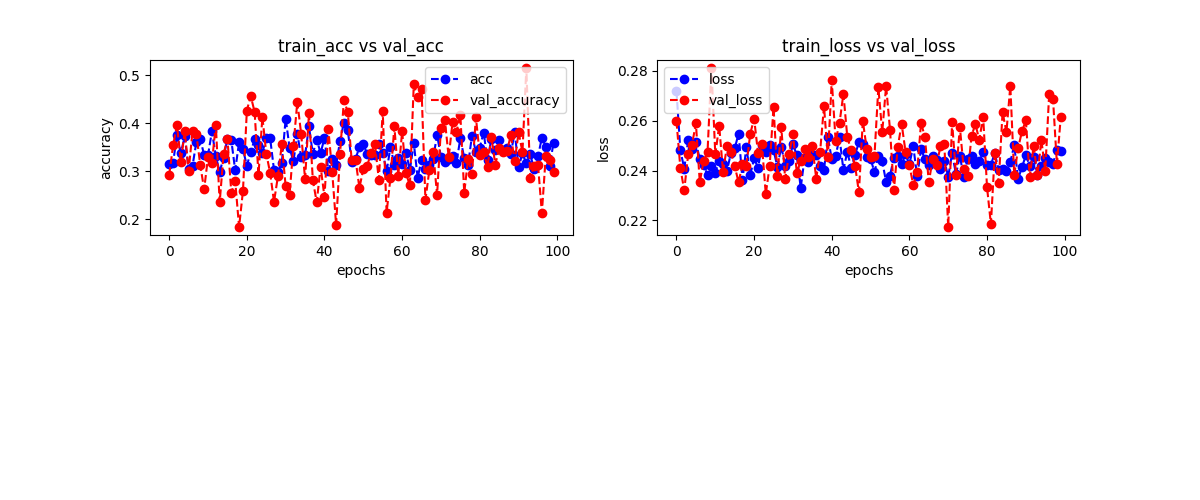 train_acc vs val_acc
acc
val_accuracy
0.5
0.4
0.3
0.2
accuracy
0
20
40
60
80
100
epochs
train_loss vs val_loss
loss
val_loss
0.28
0.26
0.24
0.22
loss
0
20
40
60
80
100
epochs